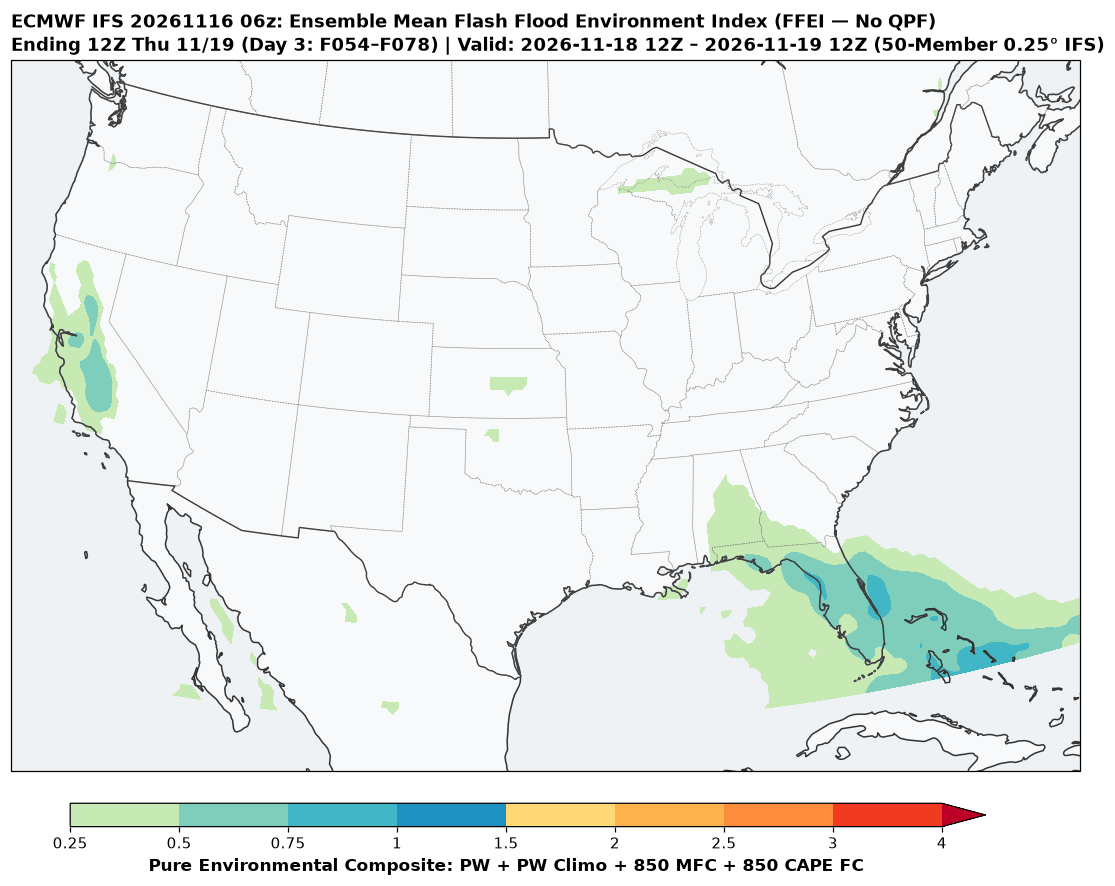 ECMWF IFS 20261116 06z: Ensemble Mean Flash Flood Environment Index (FFEI — No QPF)
Ending 12Z Thu 11/19 (Day 3: F054–F078) | Valid: 2026-11-18 12Z – 2026-11-19 12Z (50-Member 0.25° IFS)
0.25 0.5 0.75 1 1.5 2 2.5 3 4
Pure Environmental Composite: PW + PW Climo + 850 MFC + 850 CAPE FC